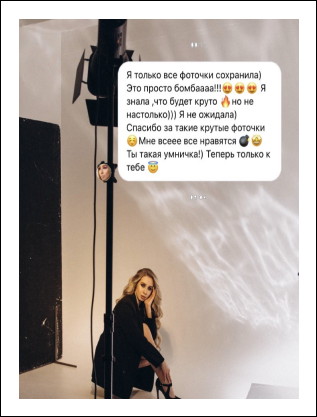 "
Я только все фоточки сохранила)
Это просто бомбаааа!!!😍😍😍 Я
знала ,что будет круто 🔥но не
настолько))) Я не ожидала)
Спасибо за такие крутые фоточки
☺️Мне всеее все нравятся 💣🤩
Ты такая умничка!) Теперь только к
тебе 😇